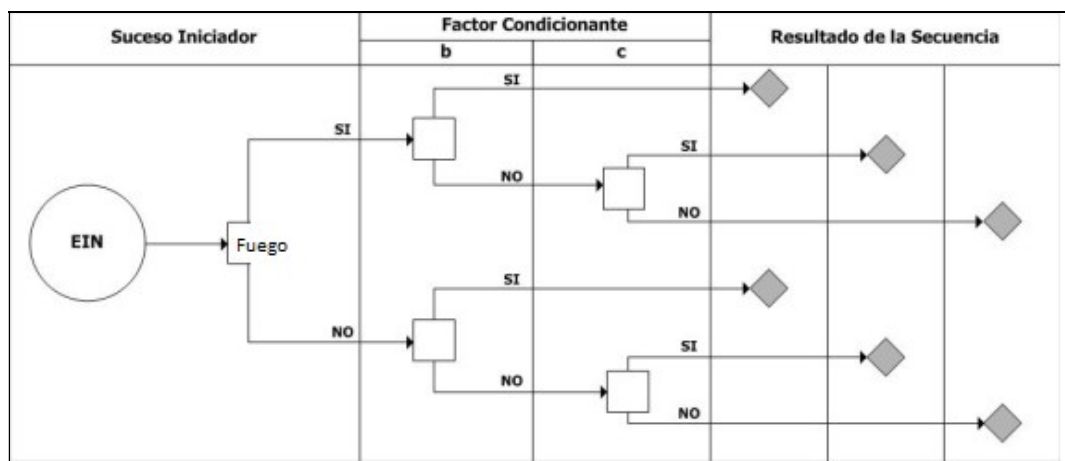 Suceso Iniciador
Factor Condicionante
b
c
Resultado de la Secuencia
SI
SI
SI
NO
NO
EIN
Fuego
SI
NO
SI
NO
NO